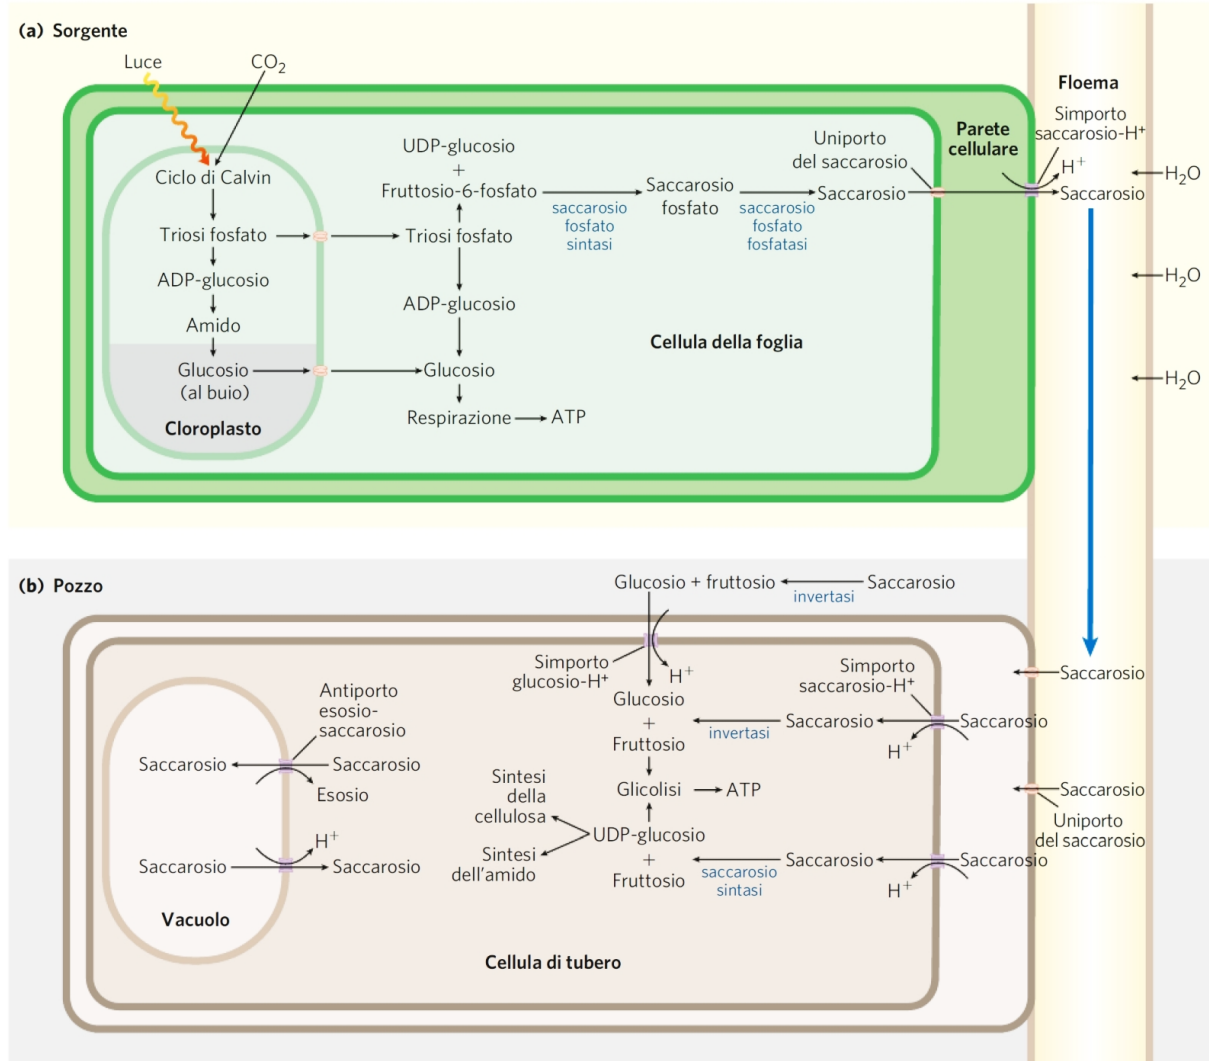 (a) Sorgente
Luce
CO₂
Floema
Simporto
saccarosio-H⁺
Parete
cellulare
H⁺
H₂O
Uniporto
del saccarosio
UDP-glucosio
+
Fruttosio-6-fosfato
saccarosio
fosfato
sintasi
Saccarosio
fosfato
saccarosio
fosfato
fosfatasi
Saccarosio
Saccarosio
Ciclo di Calvin
Triosi fosfato
Triosi fosfato
ADP-glucosio
ADP-glucosio
H₂O
Amido
Cellula della foglia
Glucosio
(al buio)
Glucosio
H₂O
Cloroplasto
Respirazione
ATP
(b) Pozzo
Glucosio + fruttosio
invertasi
Saccarosio
Simporto
glucosio-H⁺
H⁺
Simporto
saccarosio-H⁺
Saccarosio
Glucosio
+
Fruttosio
invertasi
Saccarosio
Saccarosio
H⁺
Antiporto
esosio-
saccarosio
Saccarosio
Saccarosio
Esosio
Sintesi
della
cellulosa
Glicolisi
ATP
Saccarosio
Uniporto
del saccarosio
UDP-glucosio
+
Fruttosio
Sintesi
dell'amido
saccarosio
sintasi
Saccarosio
Saccarosio
H⁺
H⁺
Saccarosio
Saccarosio
Vacuolo
Cellula di tubero